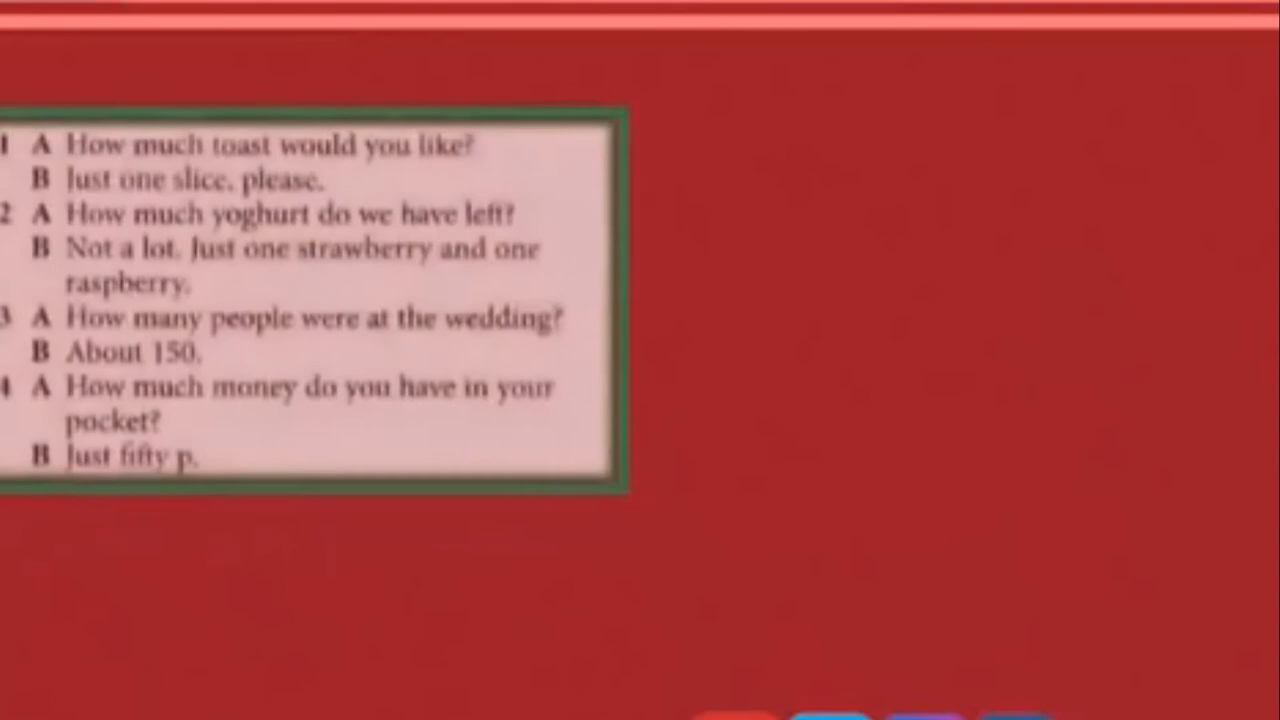 1 A How much toast would you like?
B Just one slice, please.
2 A How much yoghurt do we have left?
B Not a lot. Just one strawberry and one
raspberry.
3 A How many people were at the wedding?
B About 150.
4 A How much money do you have in your
pocket?
B Just fifty p.